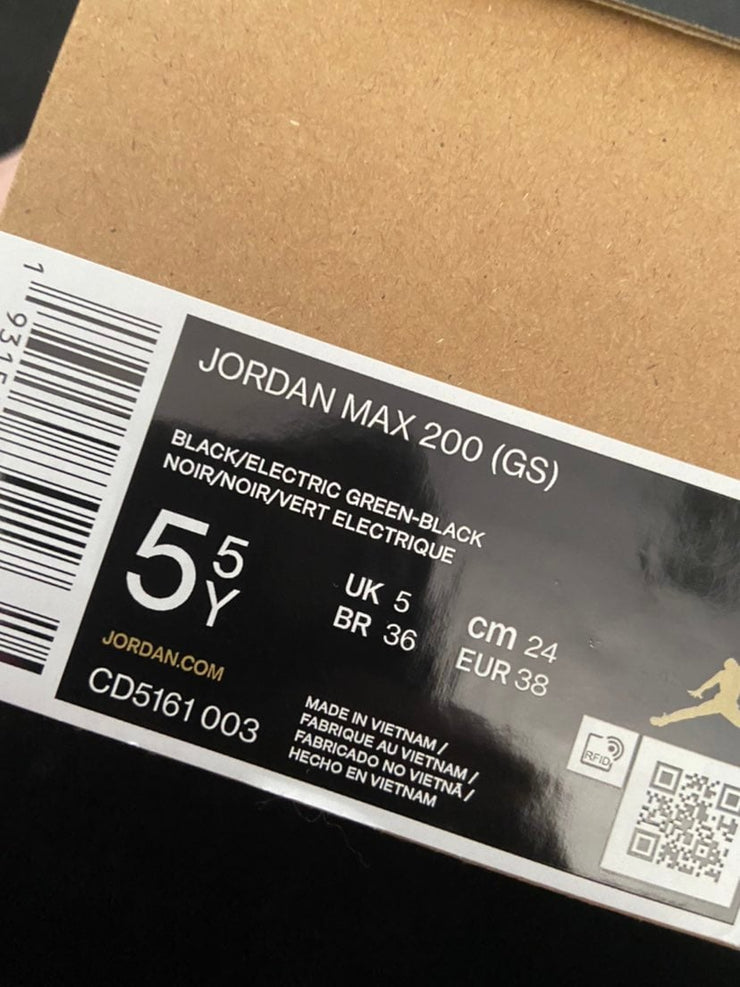 1 9315
JORDAN MAX 200 (GS)
BLACK/ELECTRIC GREEN-BLACK
NOIR/NOIR/VERT ELECTRIQUE
5 5 Y
UK 5
BR 36
cm 24
EUR 38
JORDAN.COM
CD5161 003
MADE IN VIETNAM /
FABRIQUE AU VIETNAM /
FABRICADO NO VIETNÃ /
HECHO EN VIETNAM
RFID